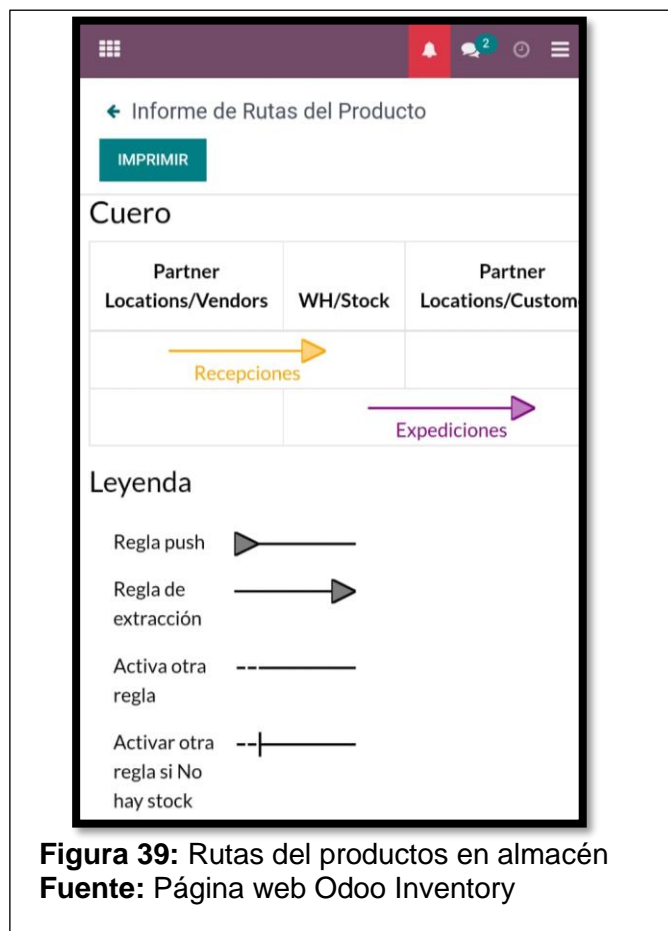 2
Informe de Rutas del Producto
IMPRIMIR
Cuero
Partner
Locations/Vendors
WH/Stock
Partner
Locations/Custom
Recepciones
Expediciones
Leyenda
Regla push
Regla de
extracción
Activa otra
regla
Activar otra
regla si No
hay stock
Figura 39: Rutas del productos en almacén
Fuente: Página web Odoo Inventory